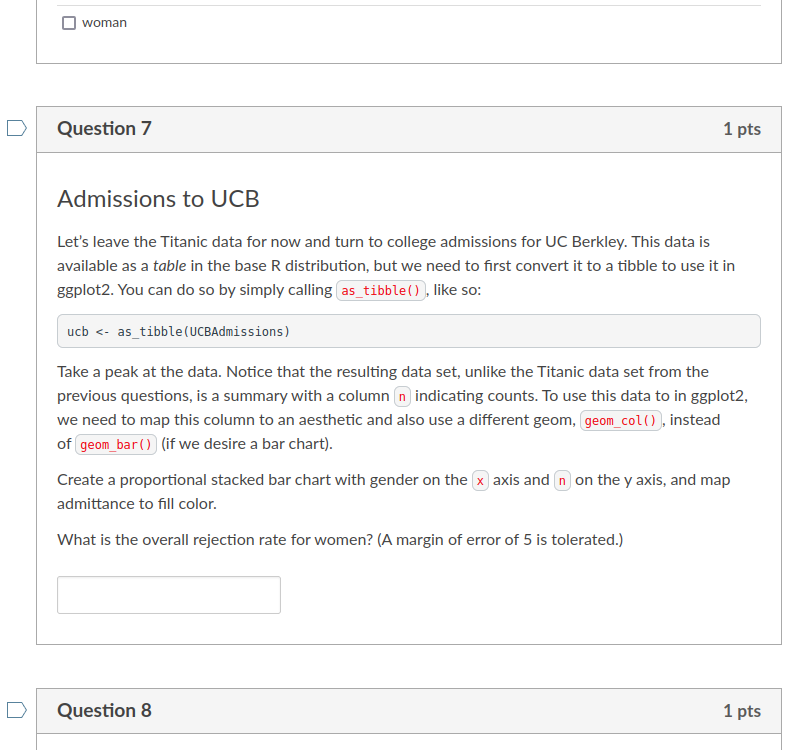 woman
Question 7
1 pts
Admissions to UCB
Let's leave the Titanic data for now and turn to college admissions for UC Berkley. This data is
available as a table in the base R distribution, but we need to first convert it to a tibble to use it in
ggplot2. You can do so by simply calling as_tibble(), like so:
ucb <- as_tibble(UCBAdmissions)
Take a peak at the data. Notice that the resulting data set, unlike the Titanic data set from the
previous questions, is a summary with a column n indicating counts. To use this data to in ggplot2,
we need to map this column to an aesthetic and also use a different geom, geom_col(), instead
of geom_bar() (if we desire a bar chart).
Create a proportional stacked bar chart with gender on the x axis and n on the y axis, and map
admittance to fill color.
What is the overall rejection rate for women? (A margin of error of 5 is tolerated.)
Question 8
1 pts